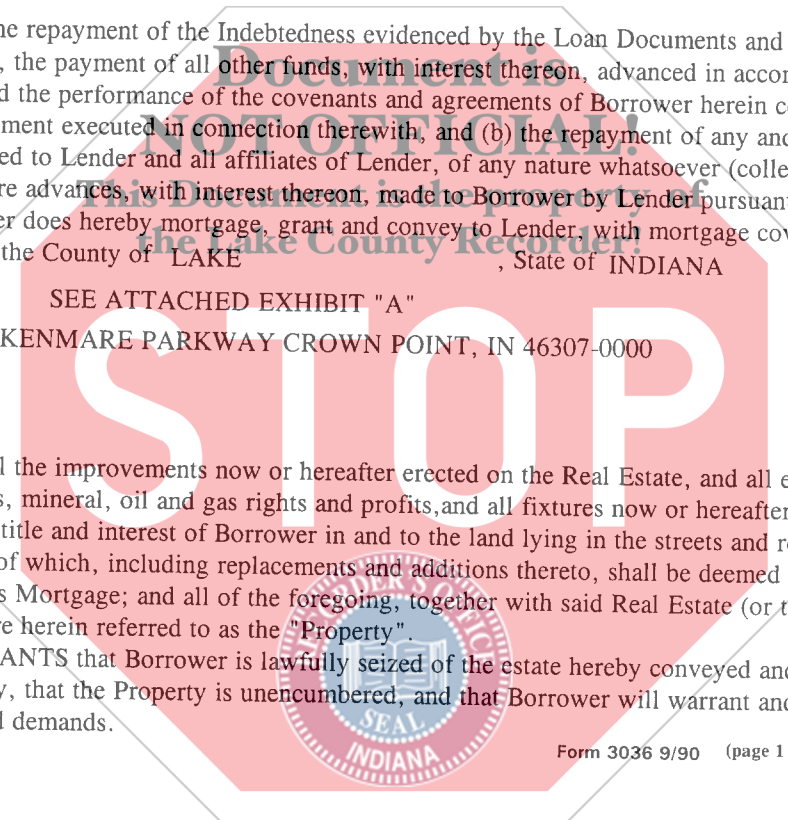 ne repayment of the Indebtedness evidenced by the Loan Documents and
, the payment of all other funds, with interest thereon, advanced in accor
d the performance of the covenants and agreements of Borrower herein c
ment executed in connection therewith, and (b) the repayment of any and
ed to Lender and all affiliates of Lender, of any nature whatsoever (colle
re advances, with interest thereon, made to Borrower by Lender pursuant
er does hereby mortgage, grant and convey to Lender, with mortgage cov
the County of LAKE , State of INDIANA
SEE ATTACHED EXHIBIT "A"
KENMARE PARKWAY CROWN POINT, IN 46307-0000
l the improvements now or hereafter erected on the Real Estate, and all e
s, mineral, oil and gas rights and profits,and all fixtures now or hereafter
title and interest of Borrower in and to the land lying in the streets and r
of which, including replacements and additions thereto, shall be deemed
s Mortgage; and all of the foregoing, together with said Real Estate (or t
re herein referred to as the "Property".
ANTS that Borrower is lawfully seized of the estate hereby conveyed and
y, that the Property is unencumbered, and that Borrower will warrant and
l demands.
Form 3036 9/90 (page 1
Document is
NOT OFFICIAL!
This Document is the property of
the Lake County Recorder!
STOP
SEAL
INDIANA